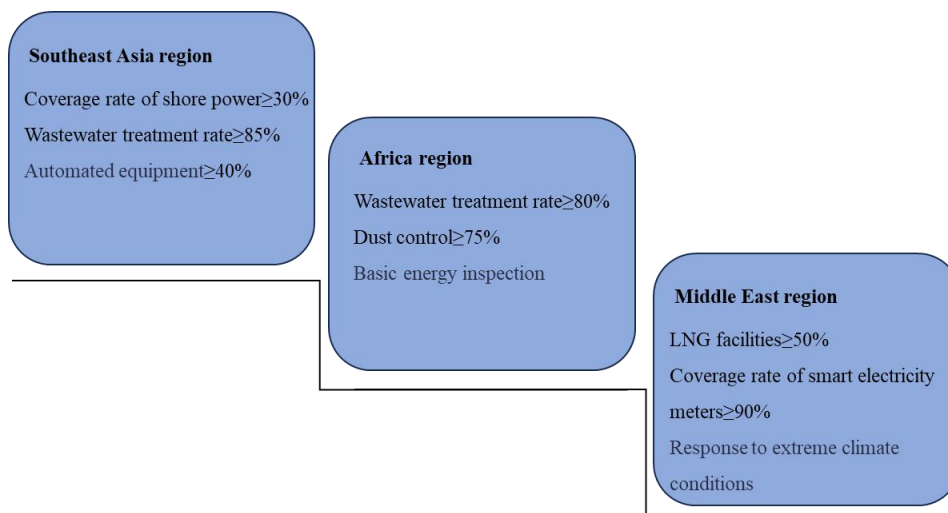 Southeast Asia region
Coverage rate of shore power≥30%
Wastewater treatment rate≥85%
Automated equipment≥40%
Africa region
Wastewater treatment rate≥80%
Dust control≥75%
Basic energy inspection
Middle East region
LNG facilities≥50%
Coverage rate of smart electricity
meters≥90%
Response to extreme climate
conditions